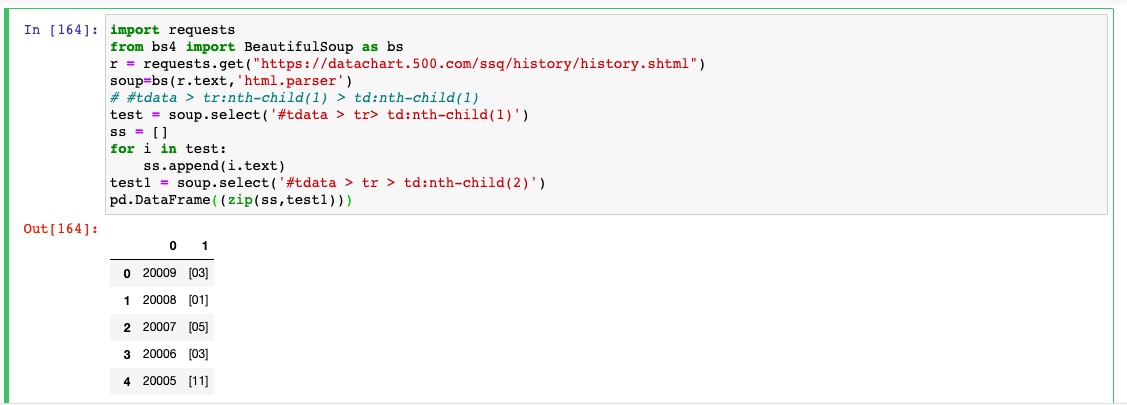 In [164]: import requests
from bs4 import BeautifulSoup as bs
r = requests.get("https://datachart.500.com/ssq/history/history.shtml")
soup=bs(r.text,'html.parser')
# #tdata > tr:nth-child(1) > td:nth-child(1)
test = soup.select('#tdata > tr> td:nth-child(1)')
ss = []
for i in test:
    ss.append(i.text)
test1 = soup.select('#tdata > tr > td:nth-child(2)')
pd.DataFrame((zip(ss,test1)))
Out[164]:
0 1
0 20009 [03]
1 20008 [01]
2 20007 [05]
3 20006 [03]
4 20005 [11]